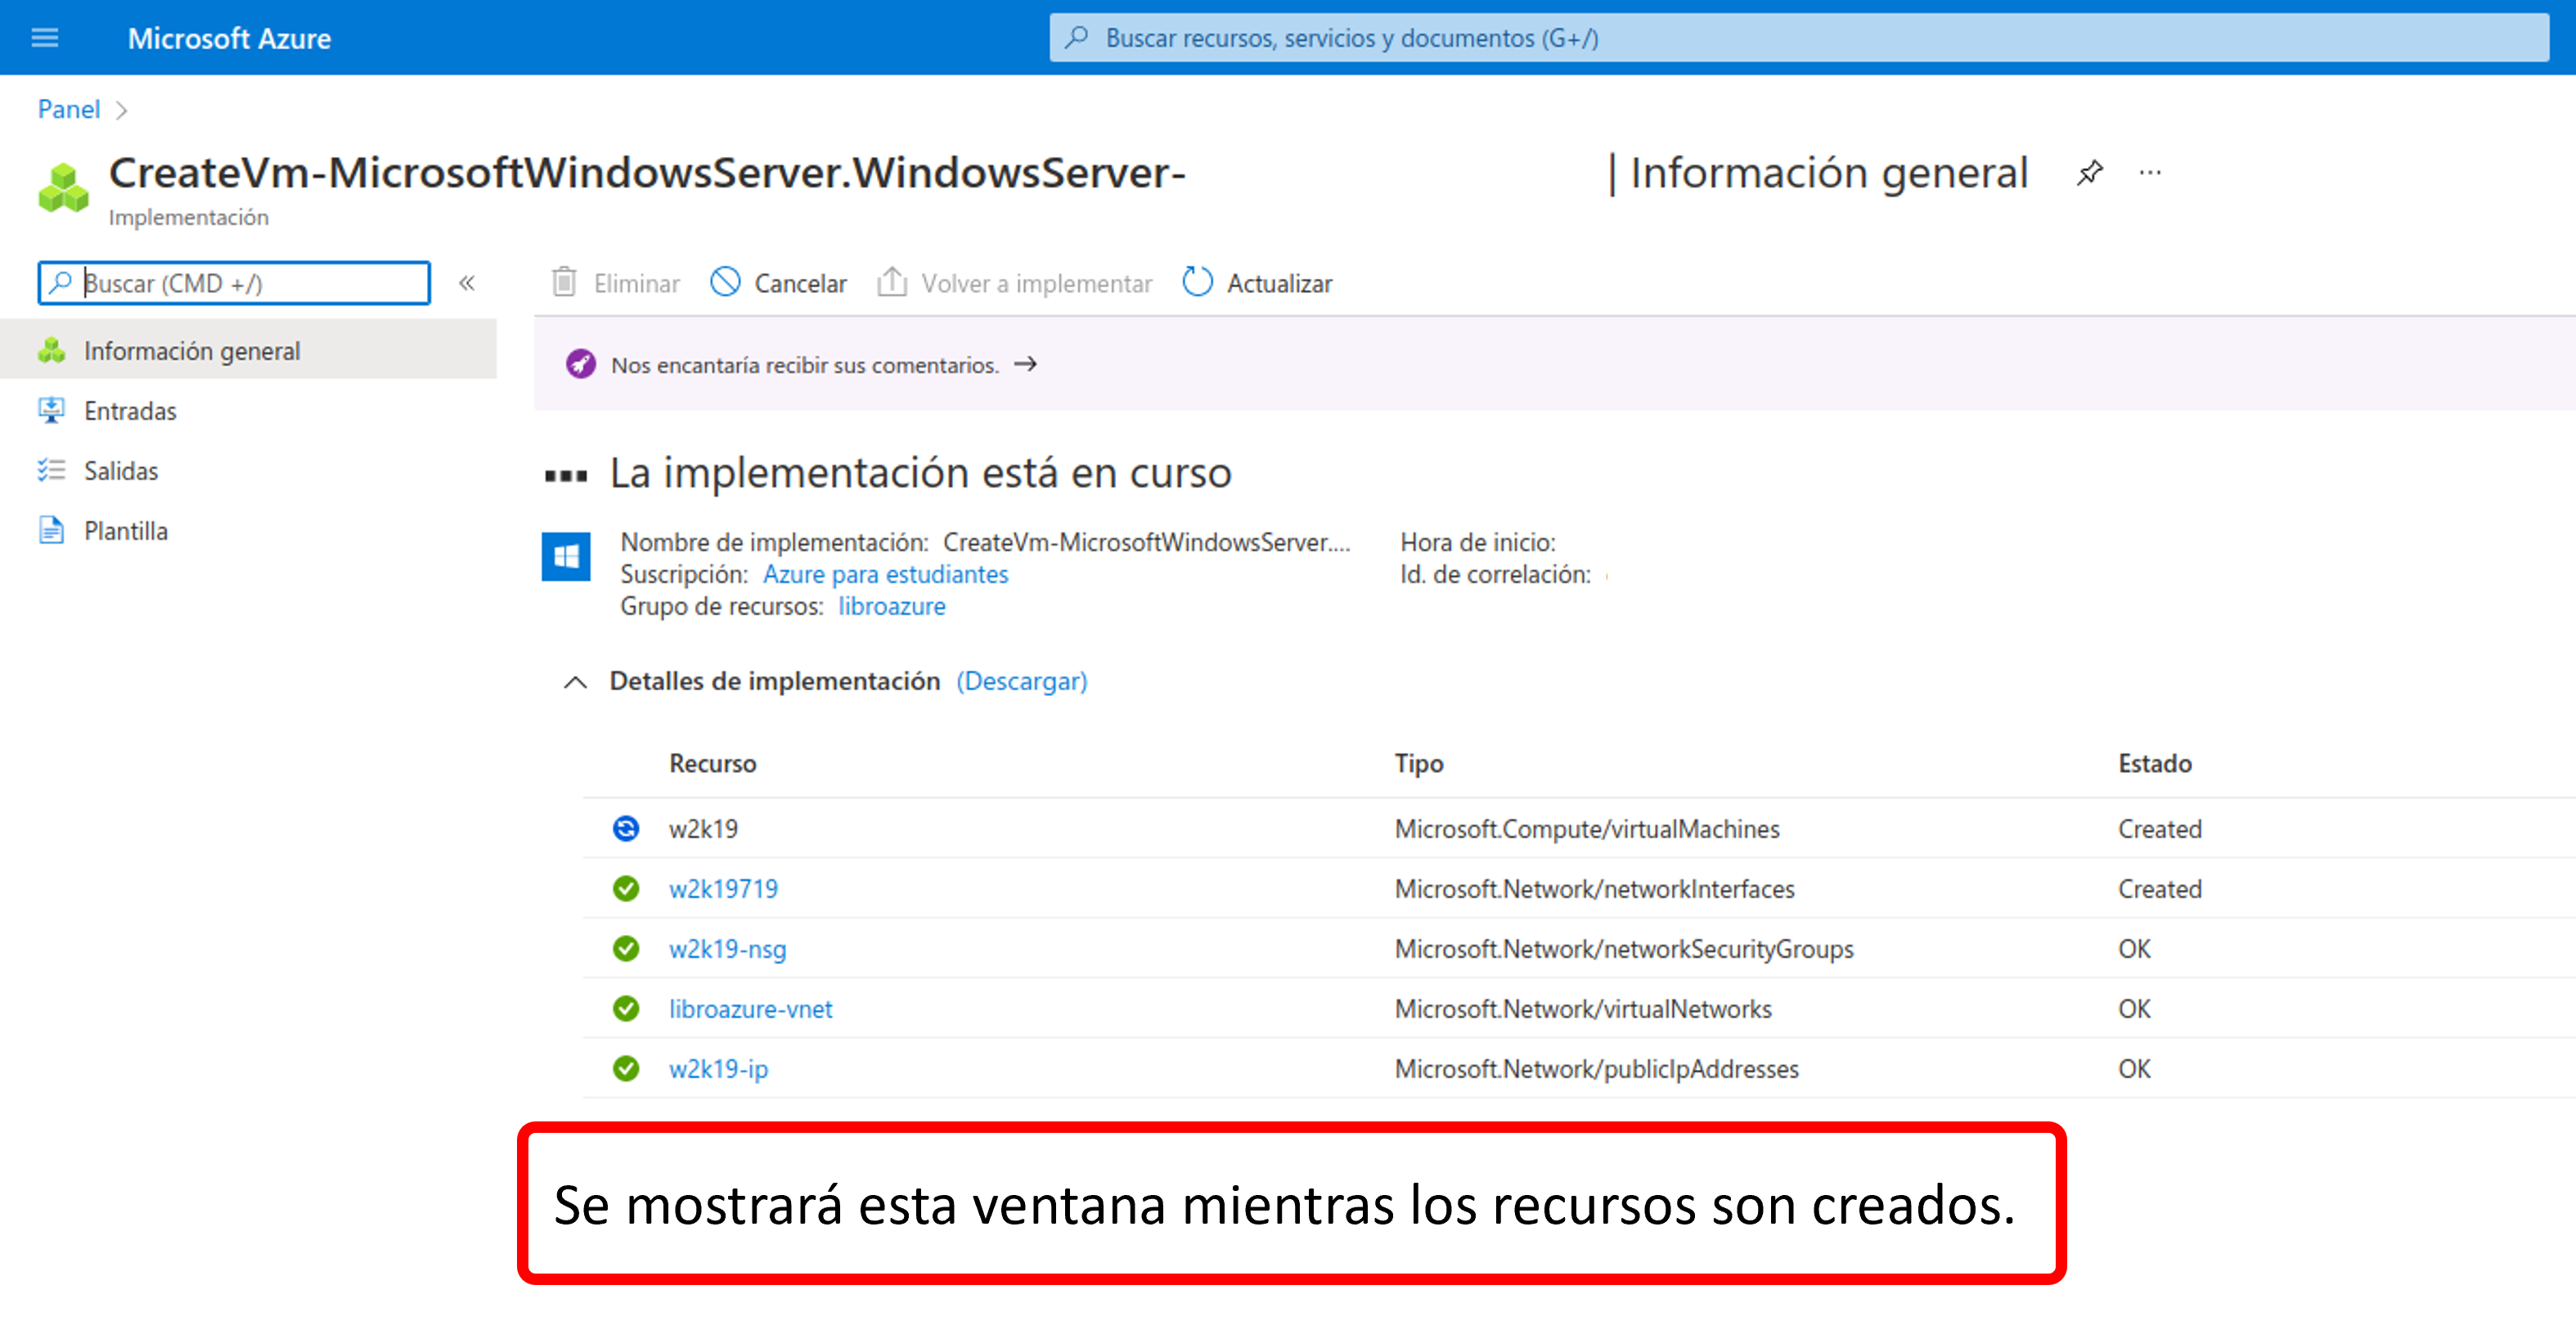 Microsoft Azure
Buscar recursos, servicios y documentos (G+/)
Panel >
CreateVm-MicrosoftWindowsServer.WindowsServer- | Información general ...
Implementación
Buscar (CMD +/) «
Eliminar Cancelar Volver a implementar Actualizar
Información general
Entradas
Salidas
Plantilla
Nos encantaría recibir sus comentarios. →
La implementación está en curso
Nombre de implementación: CreateVm-MicrosoftWindowsServer.... Hora de inicio:
Suscripción: Azure para estudiantes Id. de correlación:
Grupo de recursos: libroazure
Detalles de implementación (Descargar)
Recurso Tipo Estado
w2k19 Microsoft.Compute/virtualMachines Created
w2k19719 Microsoft.Network/networkInterfaces Created
w2k19-nsg Microsoft.Network/networkSecurityGroups OK
libroazure-vnet Microsoft.Network/virtualNetworks OK
w2k19-ip Microsoft.Network/publicIpAddresses OK
Se mostrará esta ventana mientras los recursos son creados.